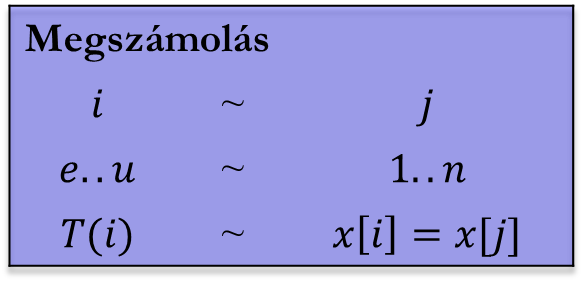 Megszámolás
i ~ j
e..u ~ 1..n
T(i) ~ x[i] = x[j]